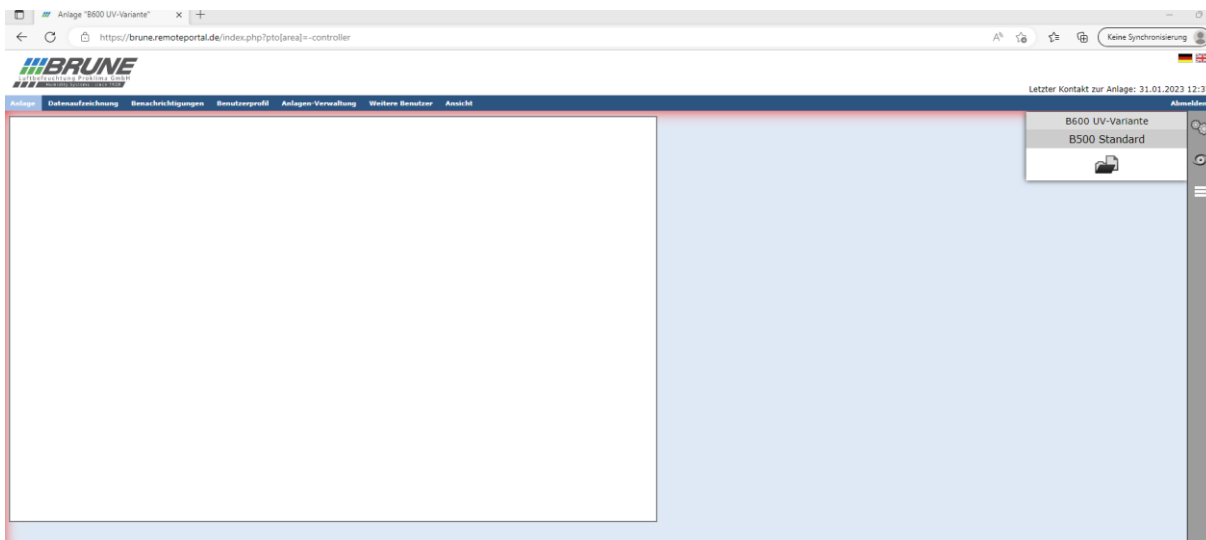 Anlage "B600 UV-Variante"
https://brune.remoteportal.de/index.php?pto[area]=-controller
Keine Synchronisierung
BRUNE
Luftbefeuchtung Proklima GmbH
Letzter Kontakt zur Anlage: 31.01.2023 12:3
Anlage Datenaufzeichnung Benachrichtigungen Benutzerprofil Anlagen-Verwaltung Weitere Benutzer Ansicht Abmelden
B600 UV-Variante
B500 Standard